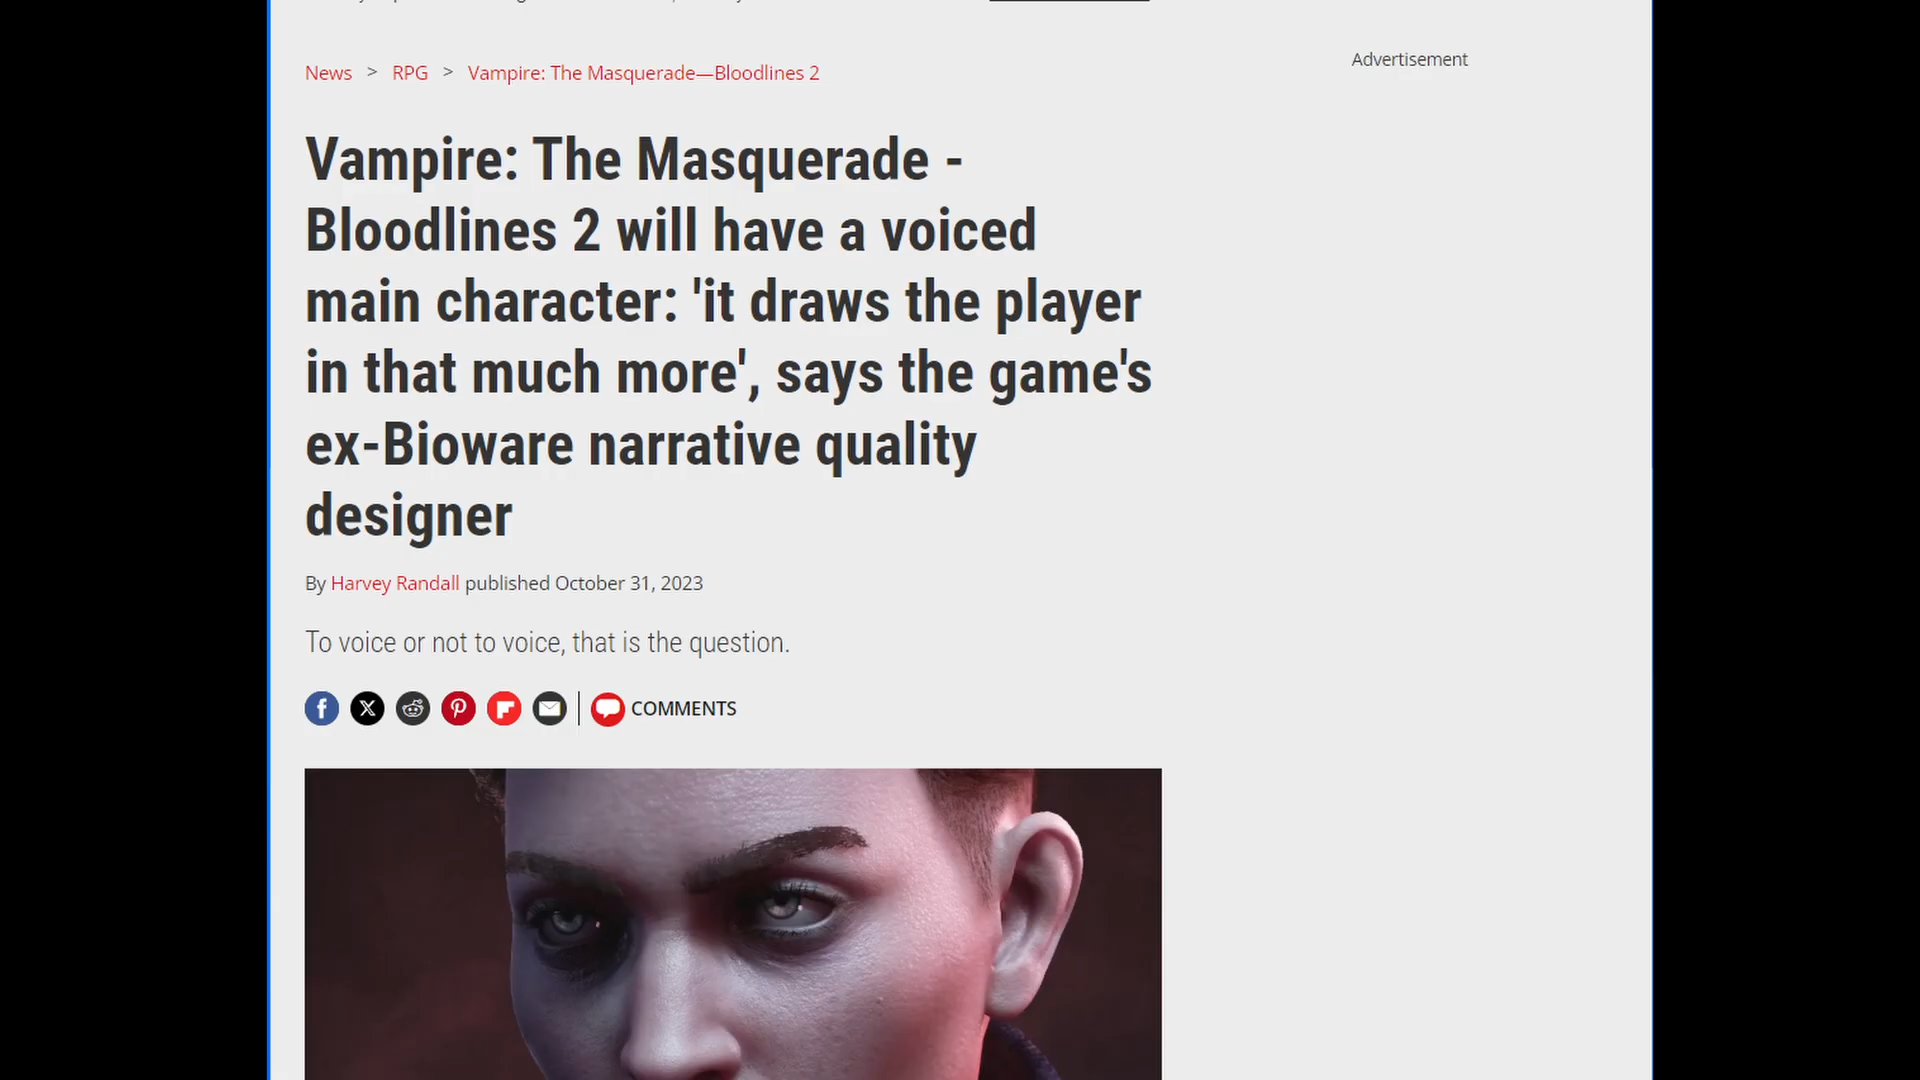 News > RPG > Vampire: The Masquerade—Bloodlines 2
Advertisement
Vampire: The Masquerade -
Bloodlines 2 will have a voiced
main character: 'it draws the player
in that much more', says the game's
ex-Bioware narrative quality
designer
By Harvey Randall published October 31, 2023
To voice or not to voice, that is the question.
COMMENTS